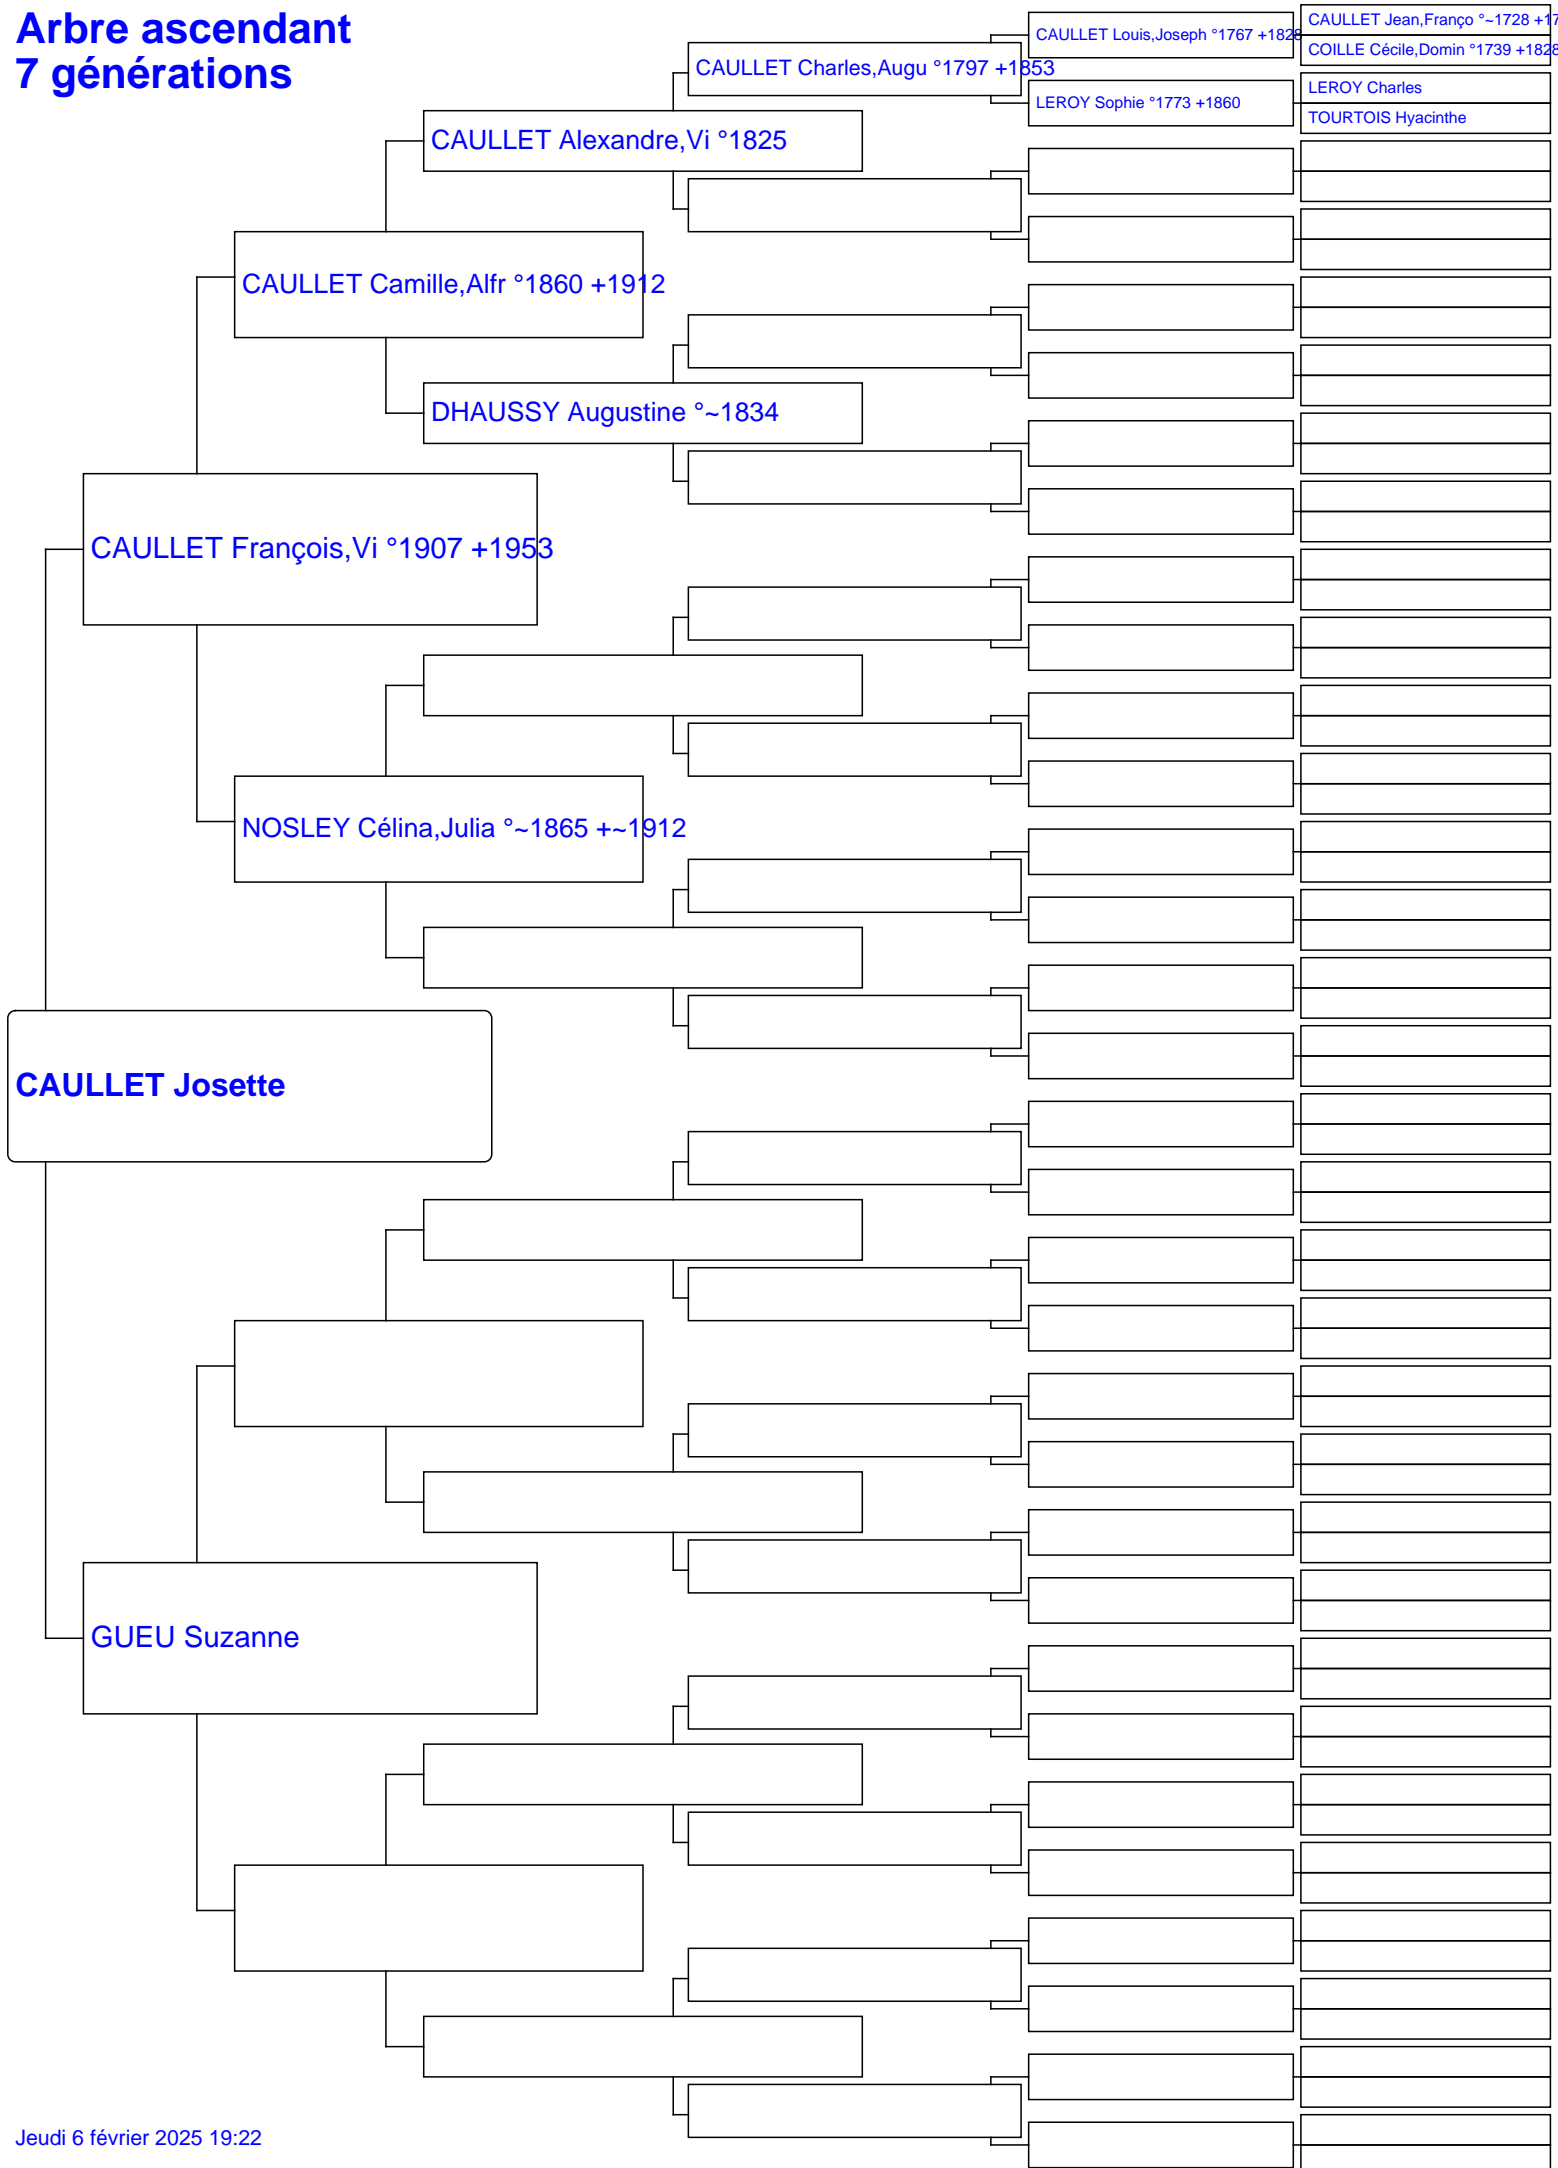 Arbre ascendant
7 générations
CAULLET Jean,Franço °~1728 +17
CAULLET Louis,Joseph °1767 +1828
COILLE Cécile,Domin °1739 +1828
CAULLET Charles,Augu °1797 +1853
LEROY Charles
LEROY Sophie °1773 +1860
TOURTOIS Hyacinthe
CAULLET Alexandre,Vi °1825
CAULLET Camille,Alfr °1860 +1912
DHAUSSY Augustine °~1834
CAULLET François,Vi °1907 +1953
NOSLEY Célina,Julia °~1865 +~1912
CAULLET Josette
GUEU Suzanne
Jeudi 6 février 2025 19:22